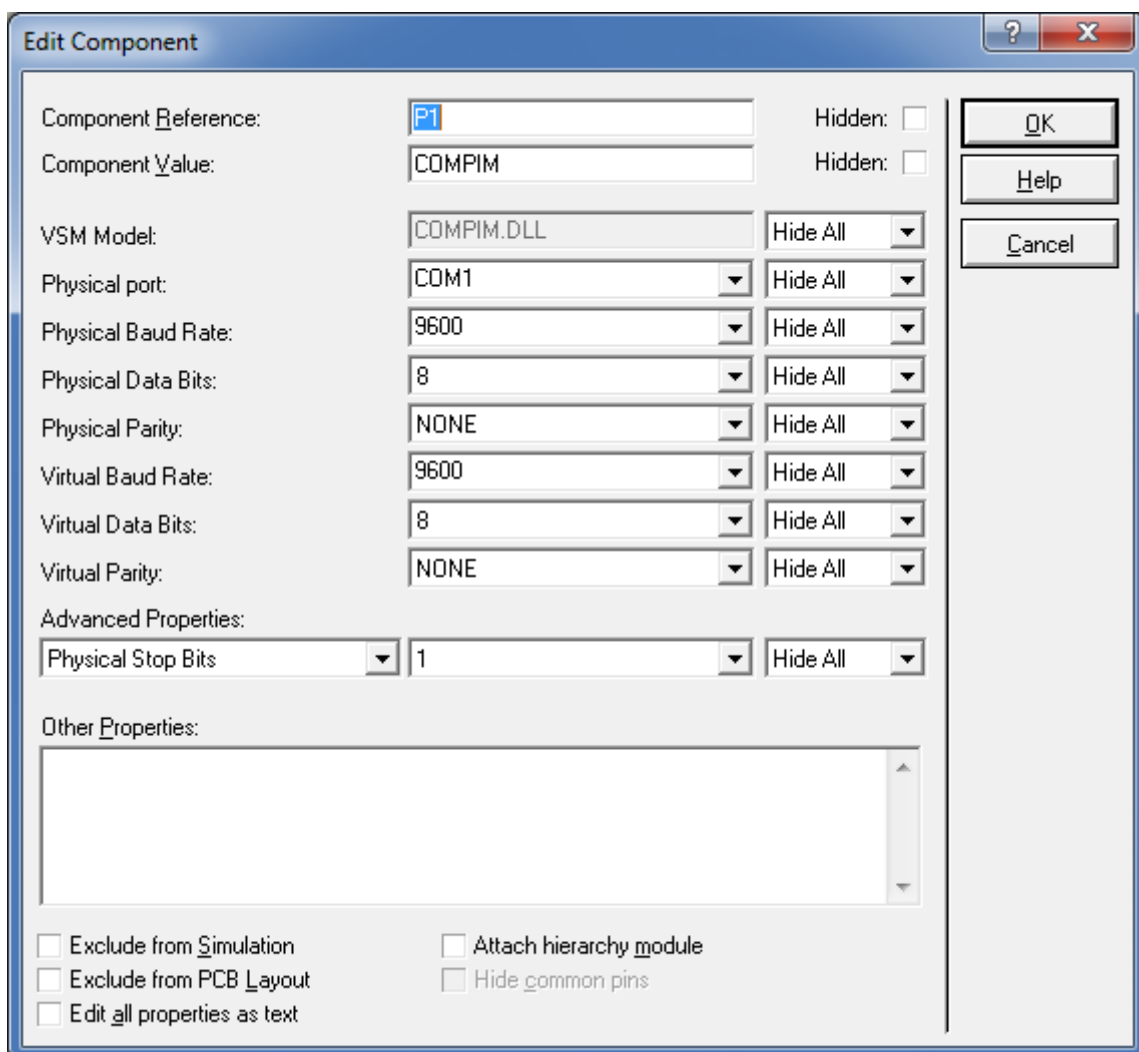 Edit Component
Component Reference: P1 Hidden:
Component Value: COMPIM Hidden:
OK
Help
Cancel
VSM Model: COMPIM.DLL Hide All
Physical port: COM1 Hide All
Physical Baud Rate: 9600 Hide All
Physical Data Bits: 8 Hide All
Physical Parity: NONE Hide All
Virtual Baud Rate: 9600 Hide All
Virtual Data Bits: 8 Hide All
Virtual Parity: NONE Hide All
Advanced Properties:
Physical Stop Bits 1 Hide All
Other Properties:
Exclude from Simulation Attach hierarchy module
Exclude from PCB Layout Hide common pins
Edit all properties as text